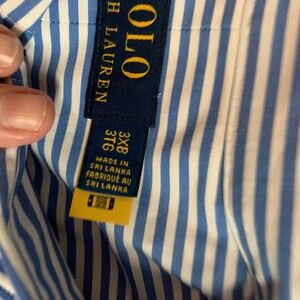 POLO
H LAUREN
3XB
3TG
MADE IN
SRI LANKA
FABRIQUÉ AU
SRI LANKA